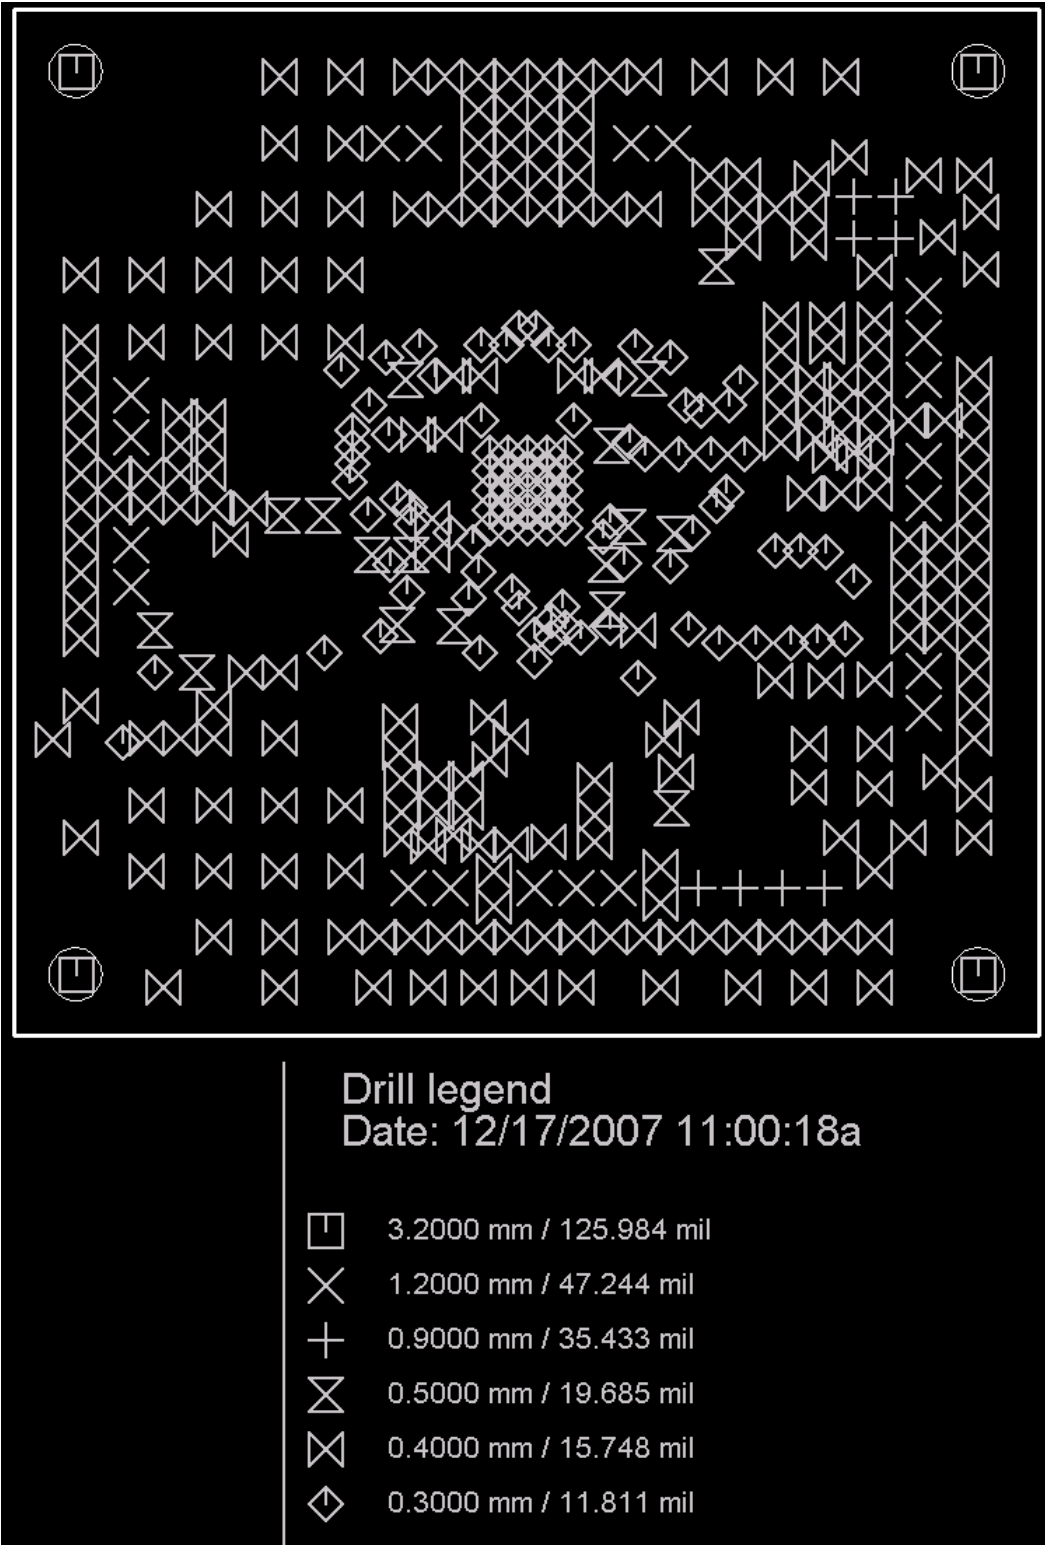 Drill legend
Date: 12/17/2007 11:00:18a
3.2000 mm / 125.984 mil
1.2000 mm / 47.244 mil
0.9000 mm / 35.433 mil
0.5000 mm / 19.685 mil
0.4000 mm / 15.748 mil
0.3000 mm / 11.811 mil